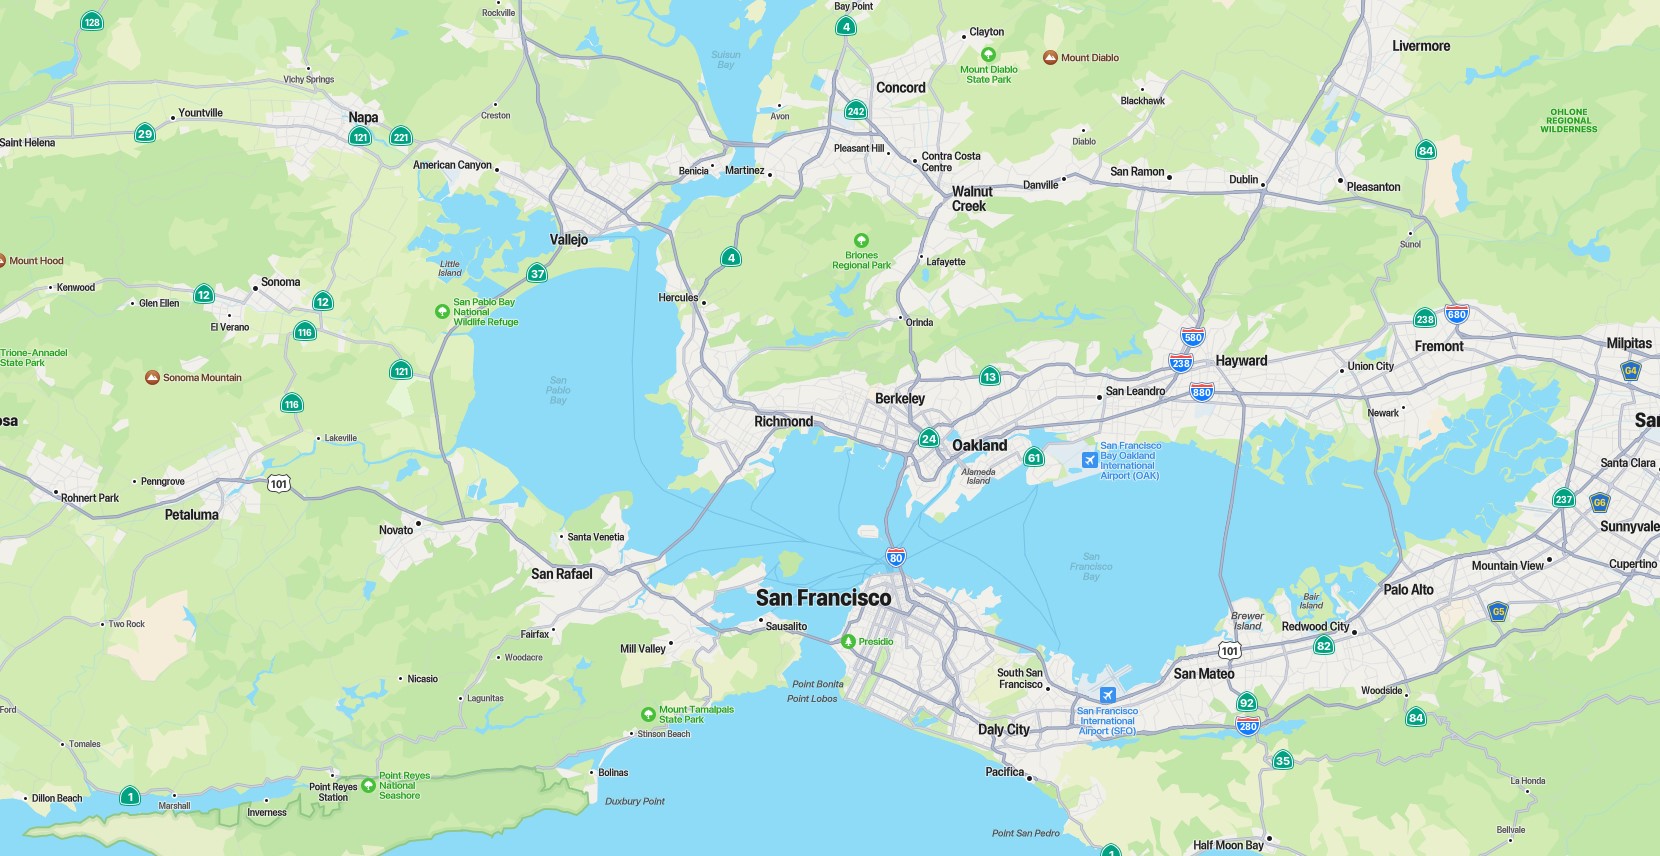 128
Rockville
Bay Point
4
Clayton
Livermore
Suisun
Bay
Mount Diablo
Mount Diablo
State Park
Vichy Springs
Concord
Blackhawk
Yountville
Napa
Creston
Avon
242
OHLONE
REGIONAL
WILDERNESS
29
121
221
Saint Helena
Diablo
Pleasant Hill
Contra Costa
Centre
84
American Canyon
Benicia
Martinez
San Ramon
Dublin
Pleasanton
Danville
Walnut
Creek
Vallejo
Sunol
Mount Hood
Little
Island
37
4
Briones
Regional Park
Lafayette
Kenwood
Sonoma
12
12
Glen Ellen
El Verano
San Pablo Bay
National
Wildlife Refuge
Hercules
Orinda
116
238
680
580
Fremont
Milpitas
Trione-Annadel
State Park
Sonoma Mountain
121
San
Pablo
Bay
13
238
Hayward
Union City
G4
880
San Leandro
116
Berkeley
Newark
osa
Richmond
San
Lakeville
24
Oakland
61
San Francisco
Bay Oakland
International
Airport (OAK)
Alameda
Island
Santa Clara
Rohnert Park
Penngrove
101
237
G6
Petaluma
Novato
Sunnyvale
Santa Venetia
80
San
Francisco
Bay
Mountain View
Cupertino
San Rafael
San Francisco
Palo Alto
Bair
Island
G5
Two Rock
Sausalito
Brewer
Island
Redwood City
Fairfax
Mill Valley
Presidio
101
82
Woodacre
Nicasio
South San
Francisco
San Mateo
Point Bonita
Point Lobos
Lagunitas
Woodside
Ford
Mount Tamalpais
State Park
San Francisco
International
Airport (SFO)
92
84
280
Daly City
Tomales
Stinson Beach
35
Pacifica
Bolinas
La Honda
Point Reyes
Station
Point Reyes
National
Seashore
Dillon Beach
1
Marshall
Inverness
Duxbury Point
Point San Pedro
Bellvale
Half Moon Bay
1